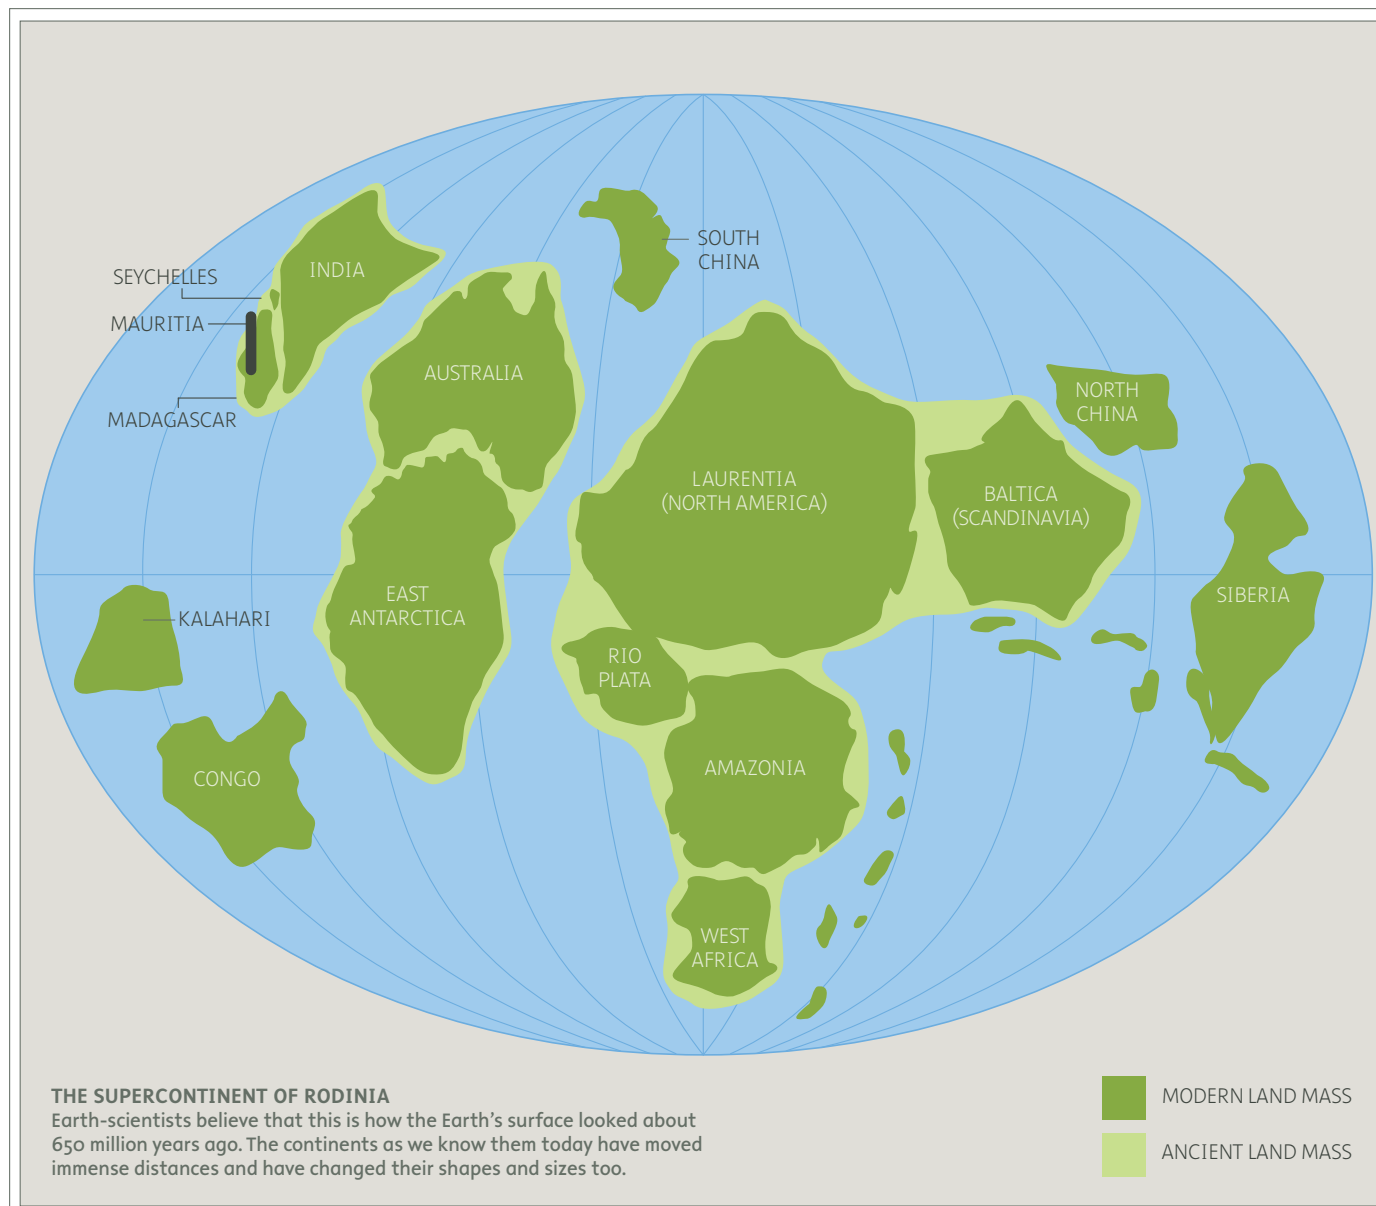 SOUTH
CHINA
INDIA
SEYCHELLES
MAURITIA
AUSTRALIA
MADAGASCAR
NORTH
CHINA
LAURENTIA
(NORTH AMERICA)
BALTICA
(SCANDINAVIA)
EAST
ANTARCTICA
SIBERIA
KALAHARI
RIO
PLATA
CONGO
AMAZONIA
WEST
AFRICA
THE SUPERCONTINENT OF RODINIA
Earth-scientists believe that this is how the Earth’s surface looked about
650 million years ago. The continents as we know them today have moved
immense distances and have changed their shapes and sizes too.
MODERN LAND MASS
ANCIENT LAND MASS